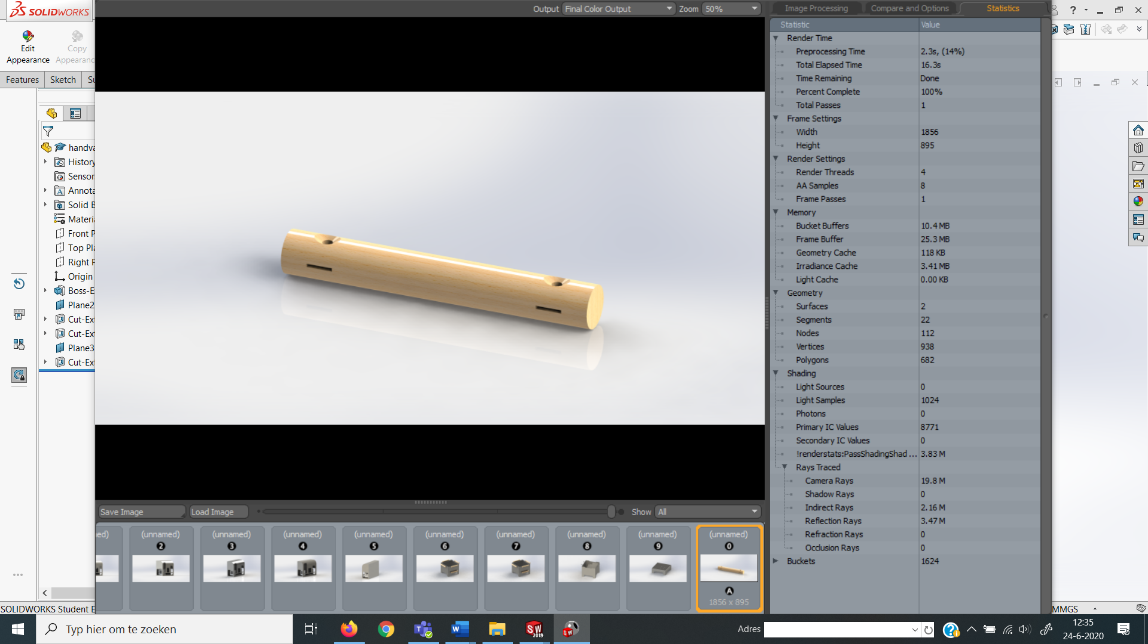 SOLIDWORKS
Output
Final Color Output
Zoom
50%
Image Processing
Compare and Options
Statistics
Edit
Appearance
Copy
Appearance
Features
Sketch
handva
History
Sensor
Annota
Solid B
Materia
Front P
Top Pl
Right P
Origin
Boss-E
Plane2
Cut-Ex
Cut-Ex
Plane3
Cut-Ex
Statistic Value
Render Time
Preprocessing Time 2.3s, (14%)
Total Elapsed Time 16.3s
Time Remaining Done
Percent Complete 100%
Total Passes 1
Frame Settings
Width 1856
Height 895
Render Settings
Render Threads 4
AA Samples 8
Frame Passes 1
Memory
Bucket Buffers 10.4 MB
Frame Buffer 25.3 MB
Geometry Cache 118 KB
Irradiance Cache 3.41 MB
Light Cache 0.00 KB
Geometry
Surfaces 2
Segments 22
Nodes 112
Vertices 938
Polygons 682
Shading
Light Sources 0
Light Samples 1024
Photons 0
Primary IC Values 8771
Secondary IC Values 0
!renderstats:PassShadingShad ... 3.83 M
Rays Traced
Camera Rays 19.8 M
Shadow Rays 0
Indirect Rays 2.16 M
Reflection Rays 3.47 M
Refraction Rays 0
Occlusion Rays 0
Buckets 1624
Save Image
Load Image
Show
All
(unnamed) (unnamed) (unnamed) (unnamed) (unnamed) (unnamed) (unnamed) (unnamed) (unnamed)
2 3 4 5 6 7 8 9 0
A
1856 x 895
SOLIDWORKS Student E
MMGS
Typ hier om te zoeken
Adres
12:35
24-6-2020